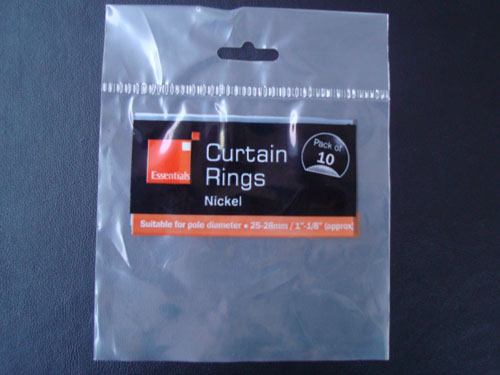 Essentials
Curtain
Rings
Nickel
Pack of
10
Suitable for pole diameter • 25-28mm / 1"-1/8" (approx)